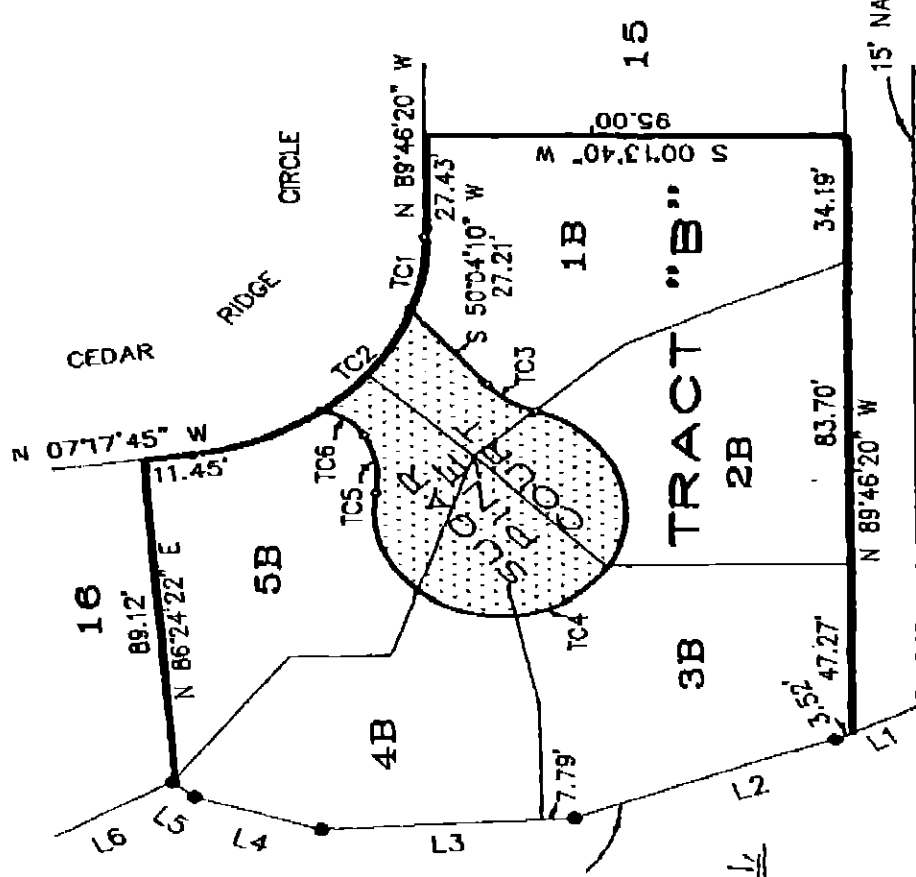 N 07°17'45" W
CEDAR
RIDGE
CIRCLE
16
89.12'
N 86°24'22" E
11.45'
N 89°46'20" W
27.43'
TC1
TC2
TC3
TC4
TC5
TC6
S 50°04'10" W
27.21'
15
95.00'
S 00°13'40" W
1B
5B
4B
3B
2B
TRACT "B"
COURT
34.19'
83.70'
47.27'
3.52'
7.79'
N 89°46'20" W
15' NA
L1
L2
L3
L4
L5
L6